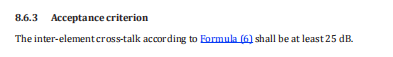 8.6.3 Acceptance criterion
The inter-element cross-talk according to Formula (6) shall be at least 25 dB.